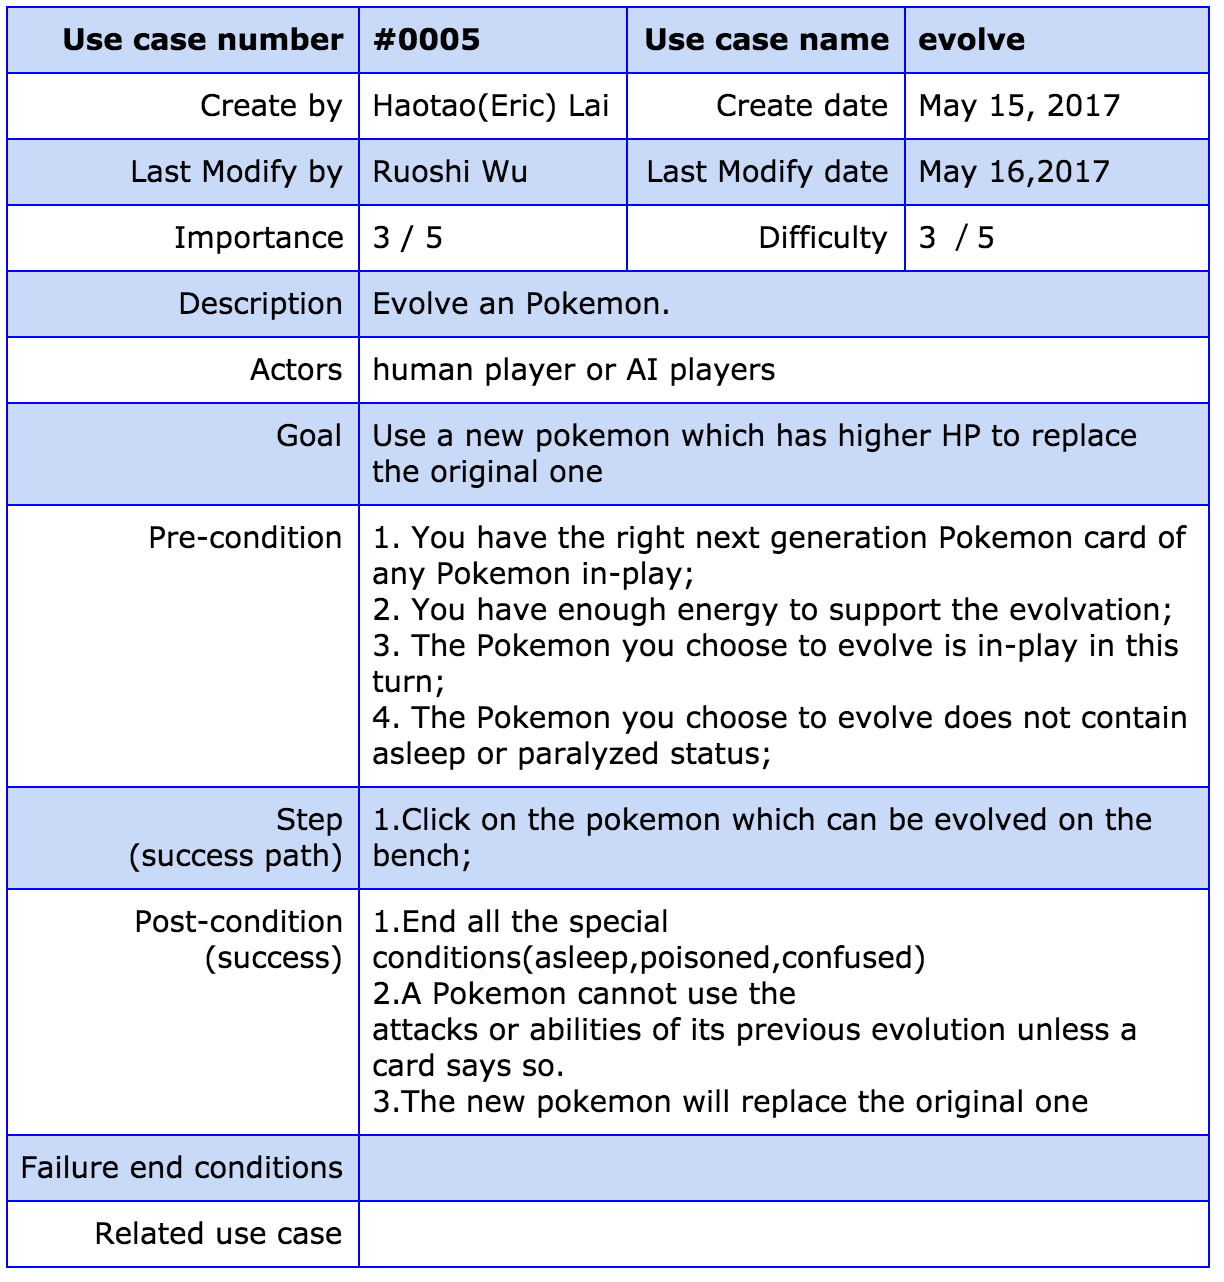 Use case number #0005 Use case name evolve
Create by Haotao(Eric) Lai Create date May 15, 2017
Last Modify by Ruoshi Wu Last Modify date May 16,2017
Importance 3 / 5 Difficulty 3 / 5
Description Evolve an Pokemon.
Actors human player or AI players
Goal Use a new pokemon which has higher HP to replace
the original one
Pre-condition 1. You have the right next generation Pokemon card of
any Pokemon in-play;
2. You have enough energy to support the evolvation;
3. The Pokemon you choose to evolve is in-play in this
turn;
4. The Pokemon you choose to evolve does not contain
asleep or paralyzed status;
Step 1.Click on the pokemon which can be evolved on the
(success path) bench;
Post-condition 1.End all the special
(success) conditions(asleep,poisoned,confused)
2.A Pokemon cannot use the
attacks or abilities of its previous evolution unless a
card says so.
3.The new pokemon will replace the original one
Failure end conditions
Related use case